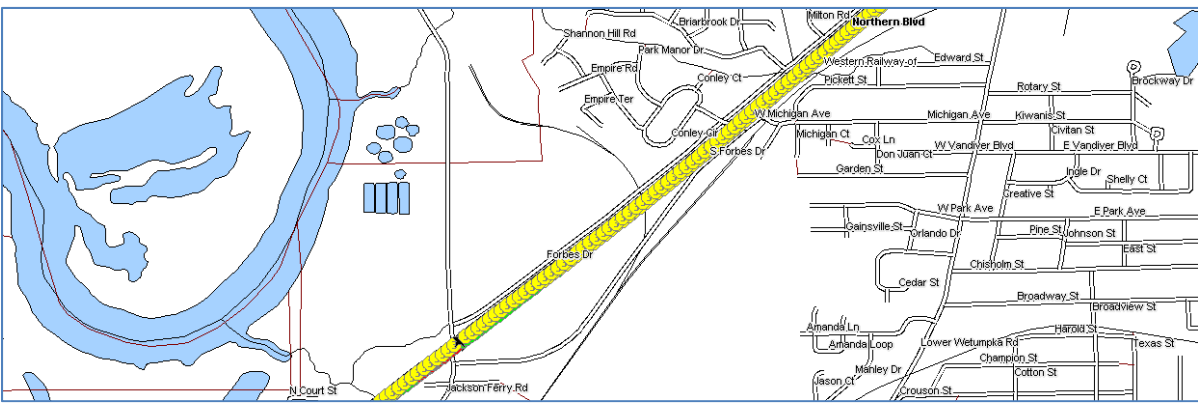 Milton Rd
Northern Blvd
Briarbrook Dr
Shannon Hill Rd
Park Manor Dr
Western Railway of
Edward St
Empire Rd
Conley Ct
Pickett St
Rotary St
Brockway Dr
Empire Ter
W Michigan Ave
Michigan Ave
Kiwanis St
Conley Cir
Michigan Ct
Cox Ln
Civitan St
S Forbes Dr
Don Juan Ct
W Vandiver Blvd
E Vandiver Blvd
Garden St
Ingle Dr
Shelly Ct
Creative St
W Park Ave
E Park Ave
Gainsville St
Orlando Dr
Pine St
Johnson St
East St
Forbes Dr
Chisholm St
Cedar St
Broadway St
Broadview St
Amanda Ln
Harold St
Amanda Loop
Lower Wetumpka Rd
Texas St
Champion St
Manley Dr
Cotton St
Jason Ct
N Court St
Jackson Ferry Rd
Crouson St